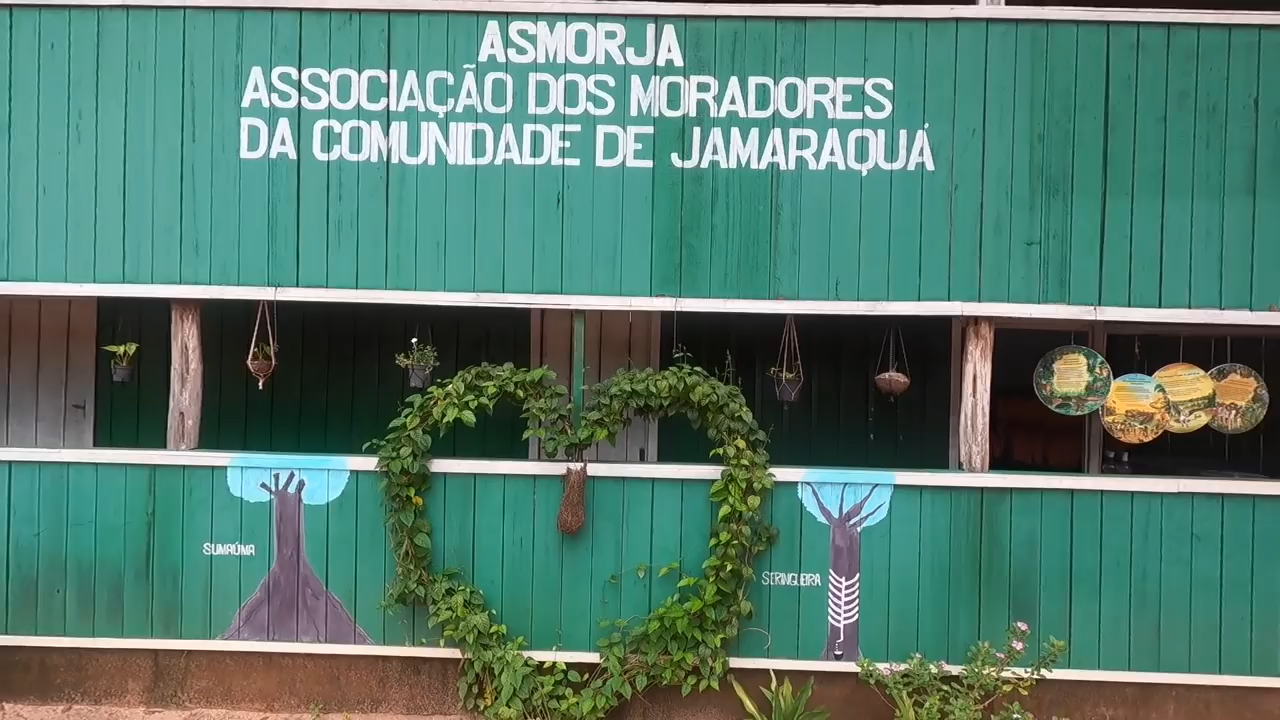 ASMORJA
ASSOCIAÇÃO DOS MORADORES
DA COMUNIDADE DE JAMARAQUÁ
SUMAÚMA
SERINGUEIRA